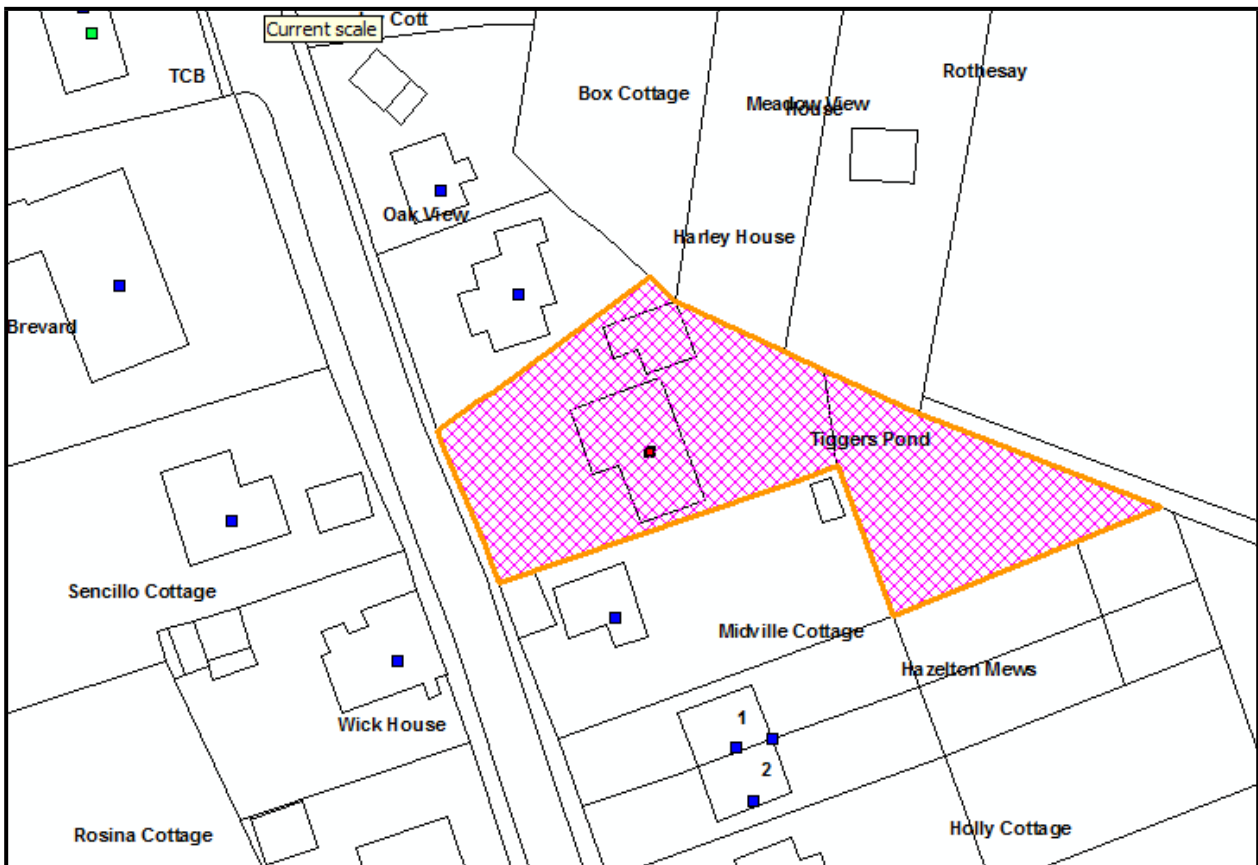 Cott
Current scale
TCB
Rothesay
Box Cottage
Meadow View
House
Oak View
Harley House
Brevard
Tiggers Pond
Sencillo Cottage
Midville Cottage
Hazelton Mews
Wick House
1
2
Rosina Cottage
Holly Cottage